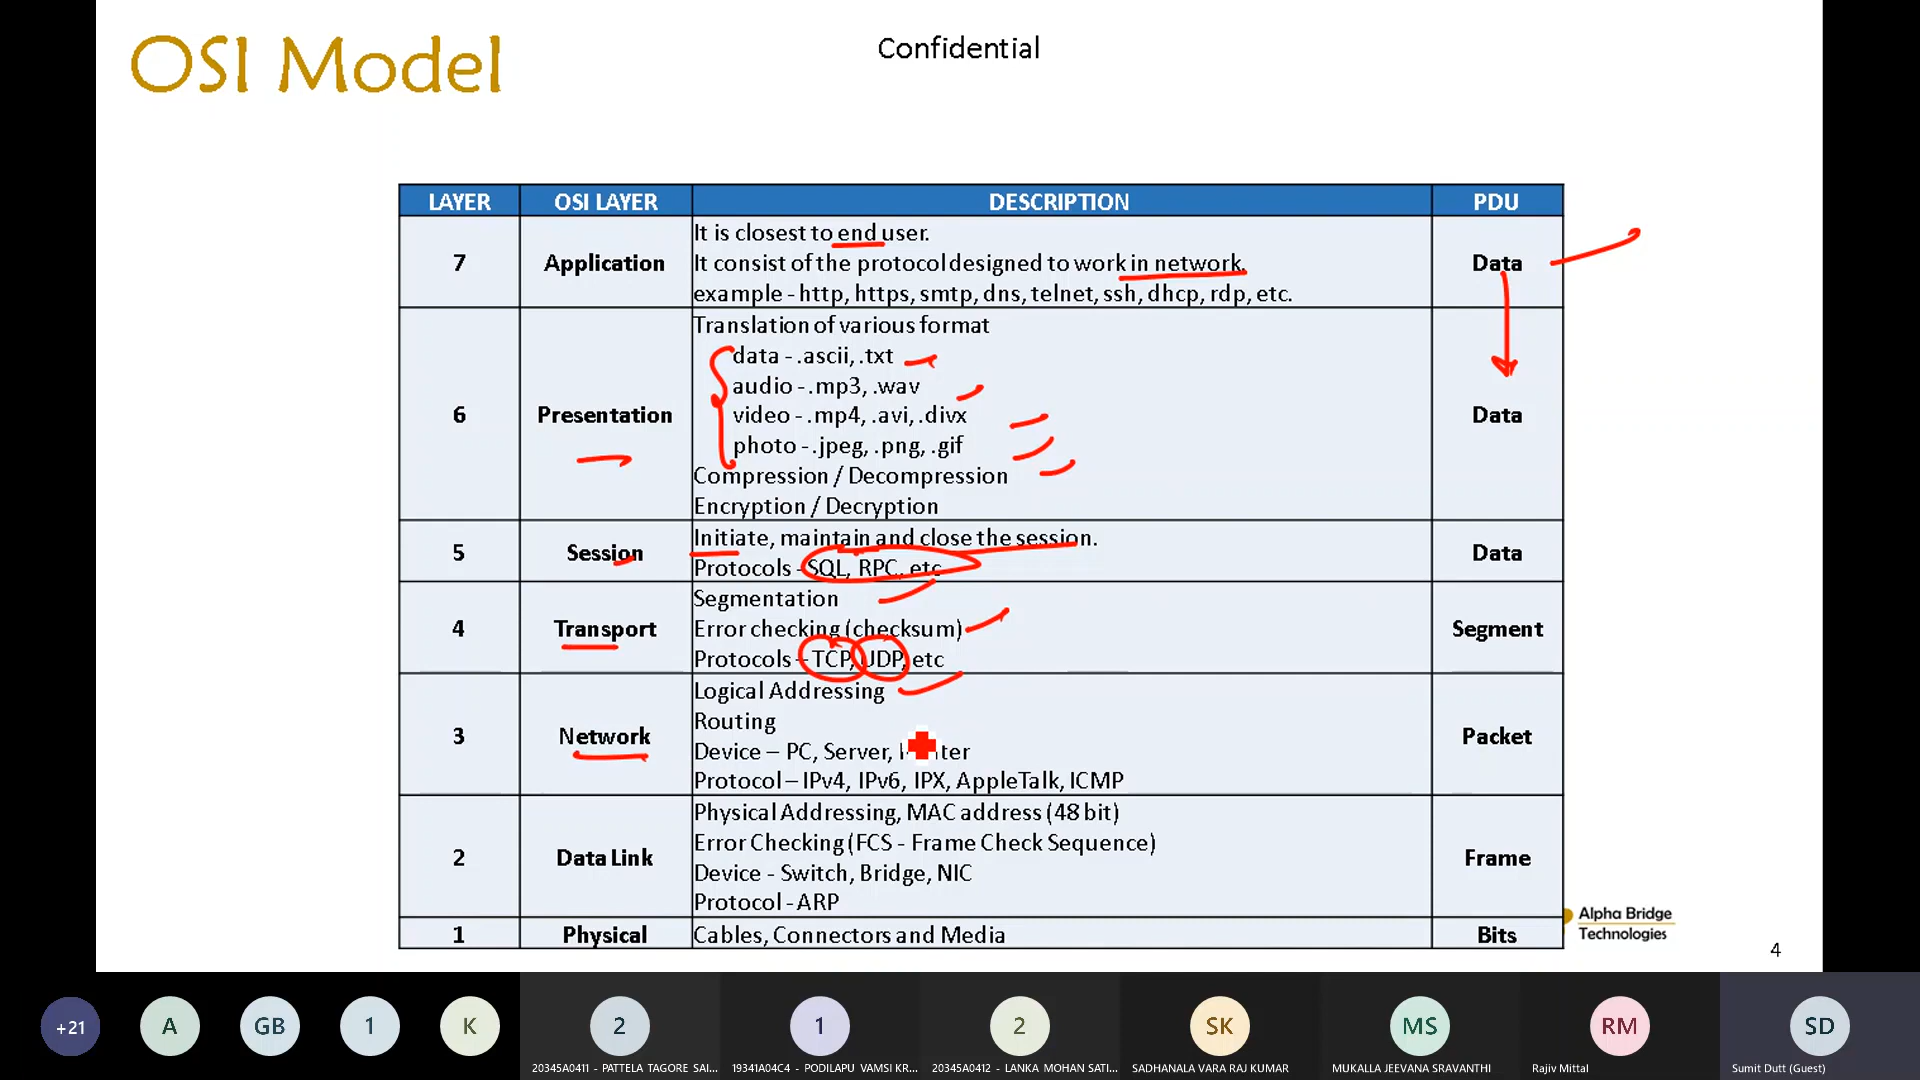 OSI Model
Confidential
LAYER OSI LAYER DESCRIPTION PDU
7 Application Data
It is closest to end user.
It consist of the protocol designed to work in network.
example - http, https, smtp, dns, telnet, ssh, dhcp, rdp, etc.
6 Presentation Data
Translation of various format
data - .ascii, .txt
audio - .mp3, .wav
video - .mp4, .avi, .divx
photo - .jpeg, .png, .gif
Compression / Decompression
Encryption / Decryption
5 Session Data
Initiate, maintain and close the session.
Protocols - SQL, RPC, etc
4 Transport Segment
Segmentation
Error checking (checksum)
Protocols – TCP, UDP, etc
3 Network Packet
Logical Addressing
Routing
Device – PC, Server,
Protocol – IPv4, IPv6, IPX, AppleTalk, ICMP
2 Data Link Frame
Physical Addressing, MAC address (48 bit)
Error Checking (FCS - Frame Check Sequence)
Device - Switch, Bridge, NIC
Protocol - ARP
1 Physical Cables, Connectors and Media Bits
Alpha Bridge
Technologies
4
+21 A GB 1 K 2 1 2 SK MS RM SD
20345A0411 - PATTELA TAGORE SAI... 19341A04C4 - PODILAPU VAMSI KR... 20345A0412 - LANKA MOHAN SATI... SADHANALA VARA RAJ KUMAR MUKALLA JEEVANA SRAVANTHI Rajiv Mittal Sumit Dutt (Guest)